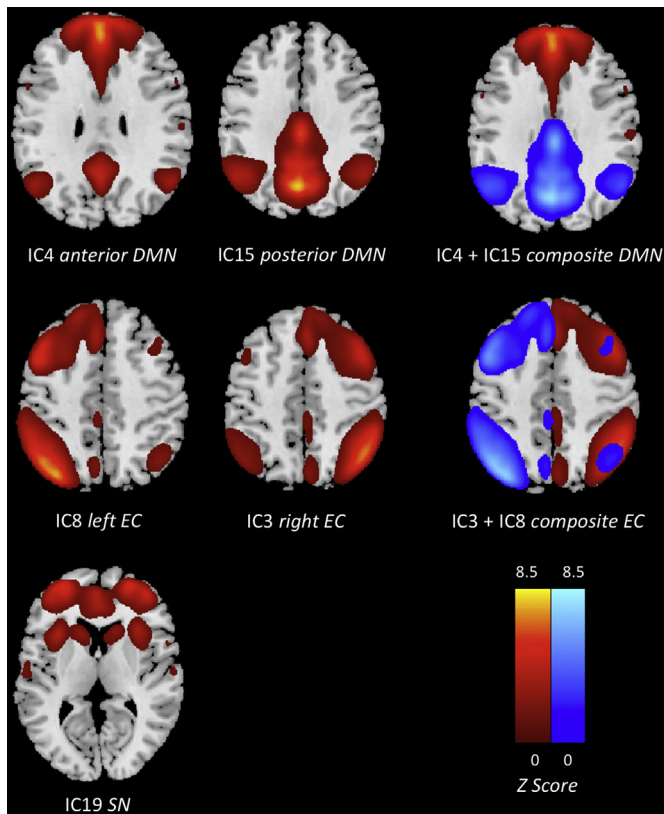 IC4 anterior DMN
IC15 posterior DMN
IC4 + IC15 composite DMN
IC8 left EC
IC3 right EC
IC3 + IC8 composite EC
8.5 8.5
0 0
Z Score
IC19 SN